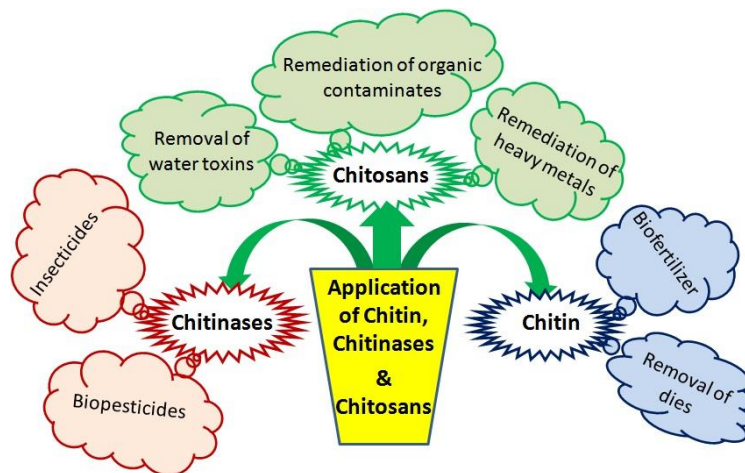 Remediation of organic
contaminates
Removal of
water toxins
Remediation of
heavy metals
Chitosans
Insecticides
Biofertilizer
Chitinases
Application
of Chitin,
Chitinases
&
Chitosans
Chitin
Biopesticides
Removal of
dies